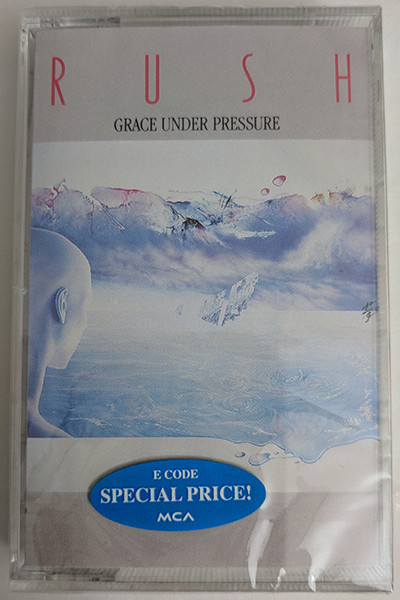 RUSH
GRACE UNDER PRESSURE
E CODE
SPECIAL PRICE!
MCA